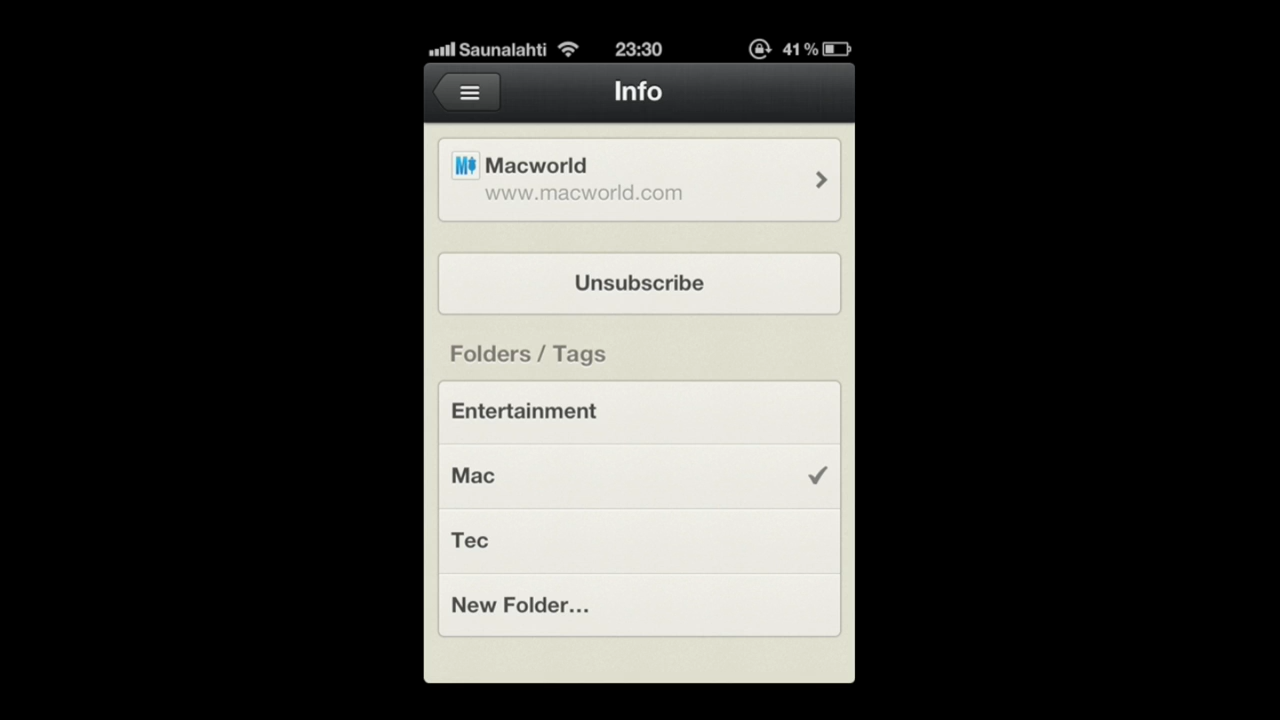 Saunalahti 23:30 41%
Info
Macworld
www.macworld.com
Unsubscribe
Folders / Tags
Entertainment
Mac
Tec
New Folder...